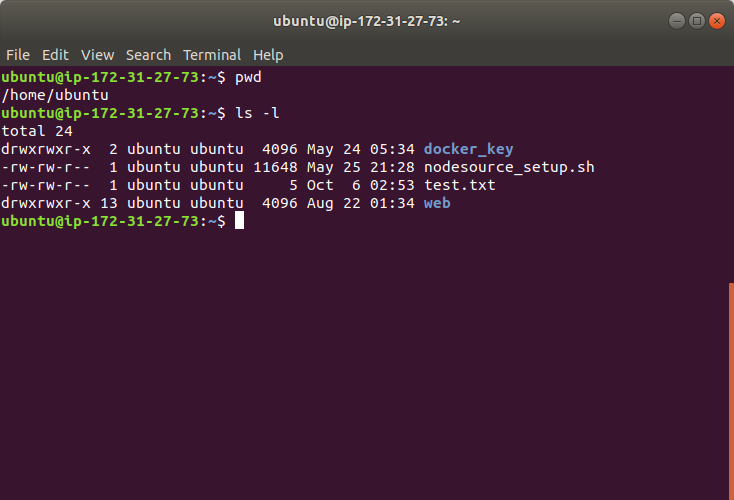 ubuntu@ip-172-31-27-73: ~
File Edit View Search Terminal Help
ubuntu@ip-172-31-27-73:~$ pwd
/home/ubuntu
ubuntu@ip-172-31-27-73:~$ ls -l
total 24
drwxrwxr-x  2 ubuntu ubuntu  4096 May 24 05:34 docker_key
-rw-rw-r--  1 ubuntu ubuntu 11648 May 25 21:28 nodesource_setup.sh
-rw-rw-r--  1 ubuntu ubuntu     5 Oct  6 02:53 test.txt
drwxrwxr-x 13 ubuntu ubuntu  4096 Aug 22 01:34 web
ubuntu@ip-172-31-27-73:~$